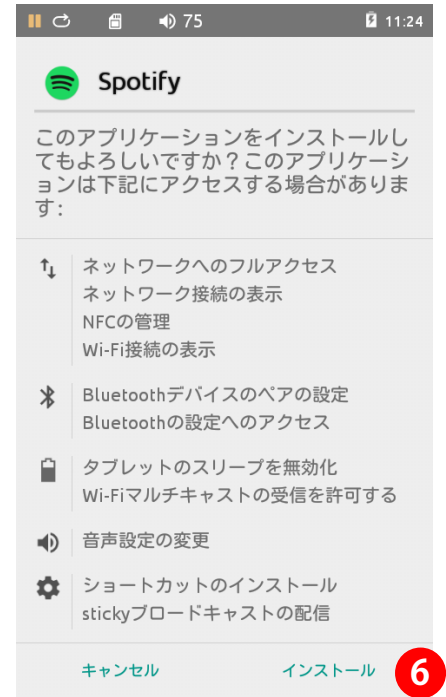 75 11:24
Spotify
このアプリケーションをインストールし
てもよろしいですか？このアプリケーシ
ョンは下記にアクセスする場合がありま
す:
ネットワークへのフルアクセス
ネットワーク接続の表示
NFCの管理
Wi-Fi接続の表示
Bluetoothデバイスのペアの設定
Bluetoothの設定へのアクセス
タブレットのスリープを無効化
Wi-Fiマルチキャストの受信を許可する
音声設定の変更
ショートカットのインストール
stickyブロードキャストの配信
キャンセル インストール 6